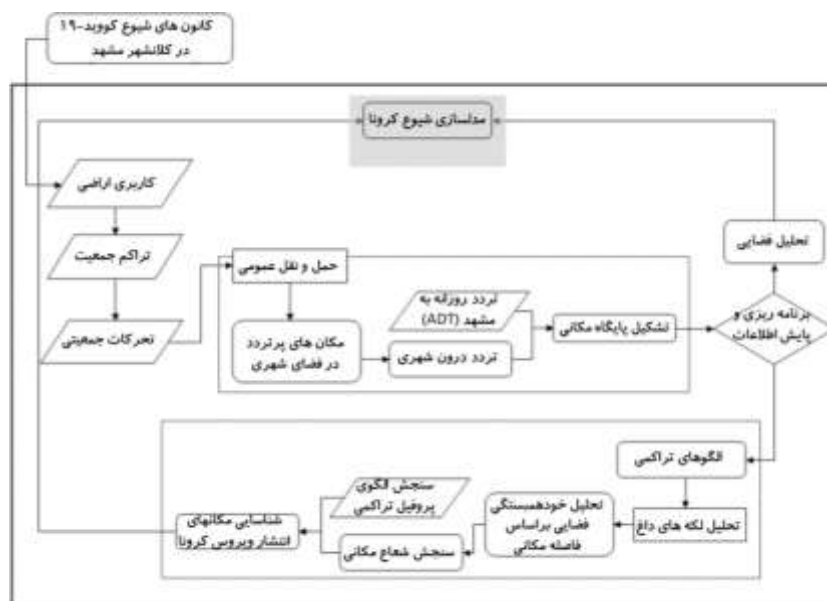 کانون های شیوع کووید-۱۹
در کلانشهر مشهد
مدلسازی شیوع کرونا
کاربری اراضی
تراکم جمعیت
تحرکات جمعیتی
حمل و نقل عمومی
مکان های پرتردد
در فضای شهری
تردد روزانه به
مشهد (ADT)
تردد درون شهری
تشکیل پایگاه مکانی
تحلیل فضایی
برنامه ریزی و
پایش اطلاعات
الگوهای تراکمی
تحلیل لکه های داغ
تحلیل خودهمبستگی
فضایی براساس
فاصله مکانی
سنجش الگوی
پروفیل تراکمی
سنجش شعاع مکانی
شناسایی مکانهای
انتشار ویروس کرونا